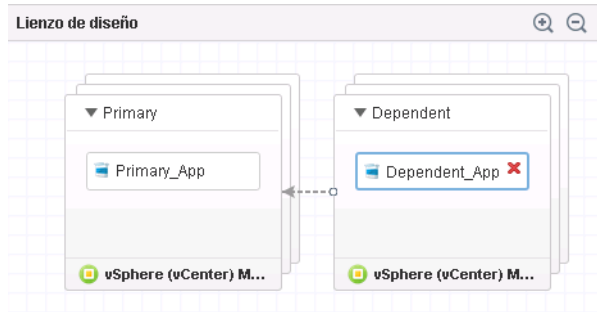 Lienzo de diseño
Primary
Dependent
Primary_App
Dependent_App
vSphere (vCenter) M...
vSphere (vCenter) M...